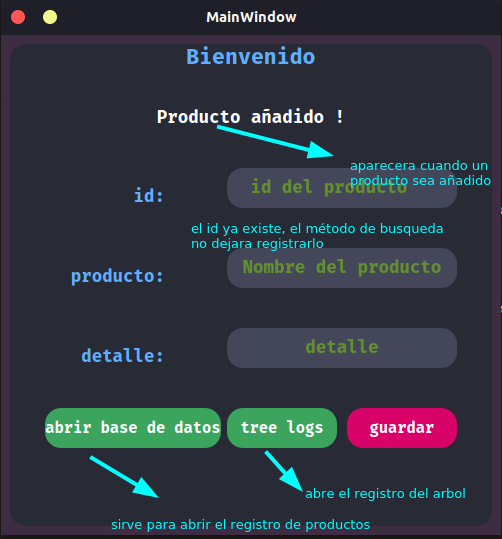 MainWindow
Bienvenido
Producto añadido !
aparecera cuando un
producto sea añadido
id:
id del producto
el id ya existe, el método de busqueda
no dejara registrarlo
producto:
Nombre del producto
detalle:
detalle
abrir base de datos
tree logs
guardar
abre el registro del arbol
sirve para abrir el registro de productos